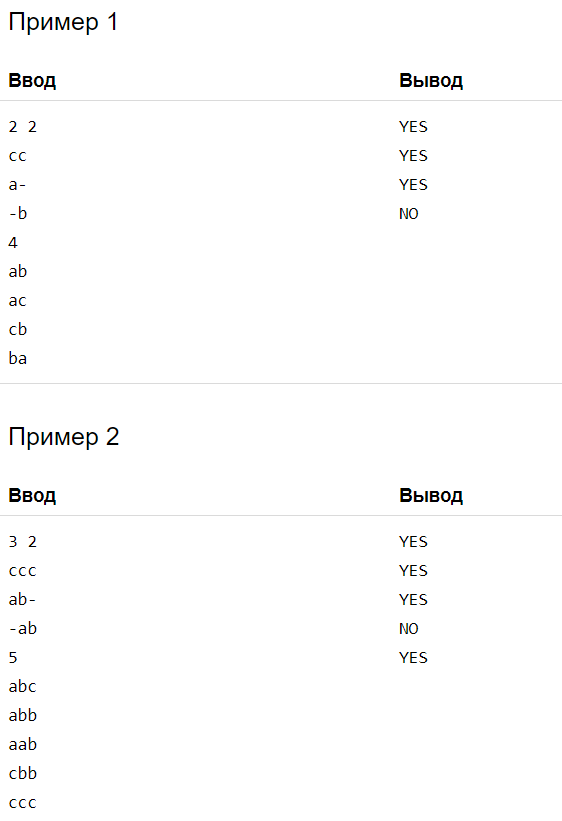 Пример 1
Ввод Вывод
2 2 YES
cc YES
a- YES
-b NO
4
ab
ac
cb
ba
Пример 2
Ввод Вывод
3 2 YES
ccc YES
ab- YES
-ab NO
5 YES
abc
abb
aab
cbb
ccc